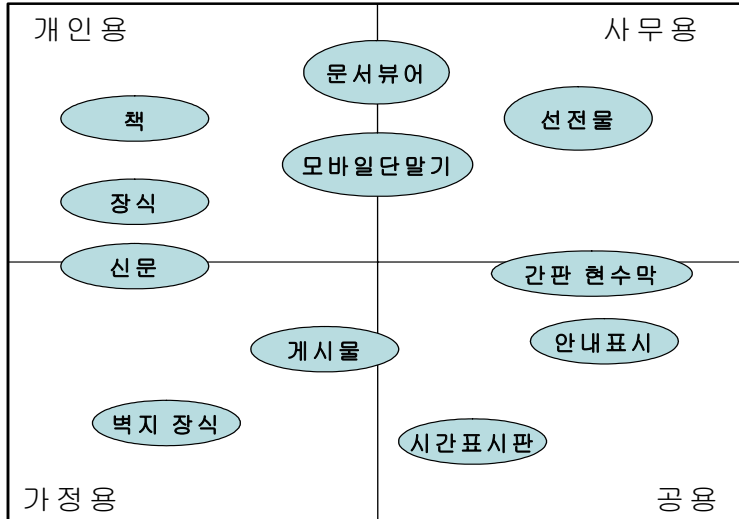 개인용
사무용
문서뷰어
책
선전물
모바일단말기
장식
신문
간판 현수막
게시물
안내표시
벽지 장식
시간표시판
가정용
공용